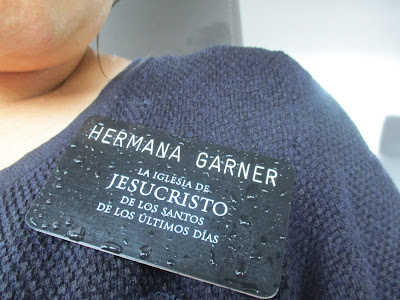 HERMANA GARNER
LA IGLESIA DE
JESUCRISTO
DE LOS SANTOS
DE LOS ÚLTIMOS DÍAS